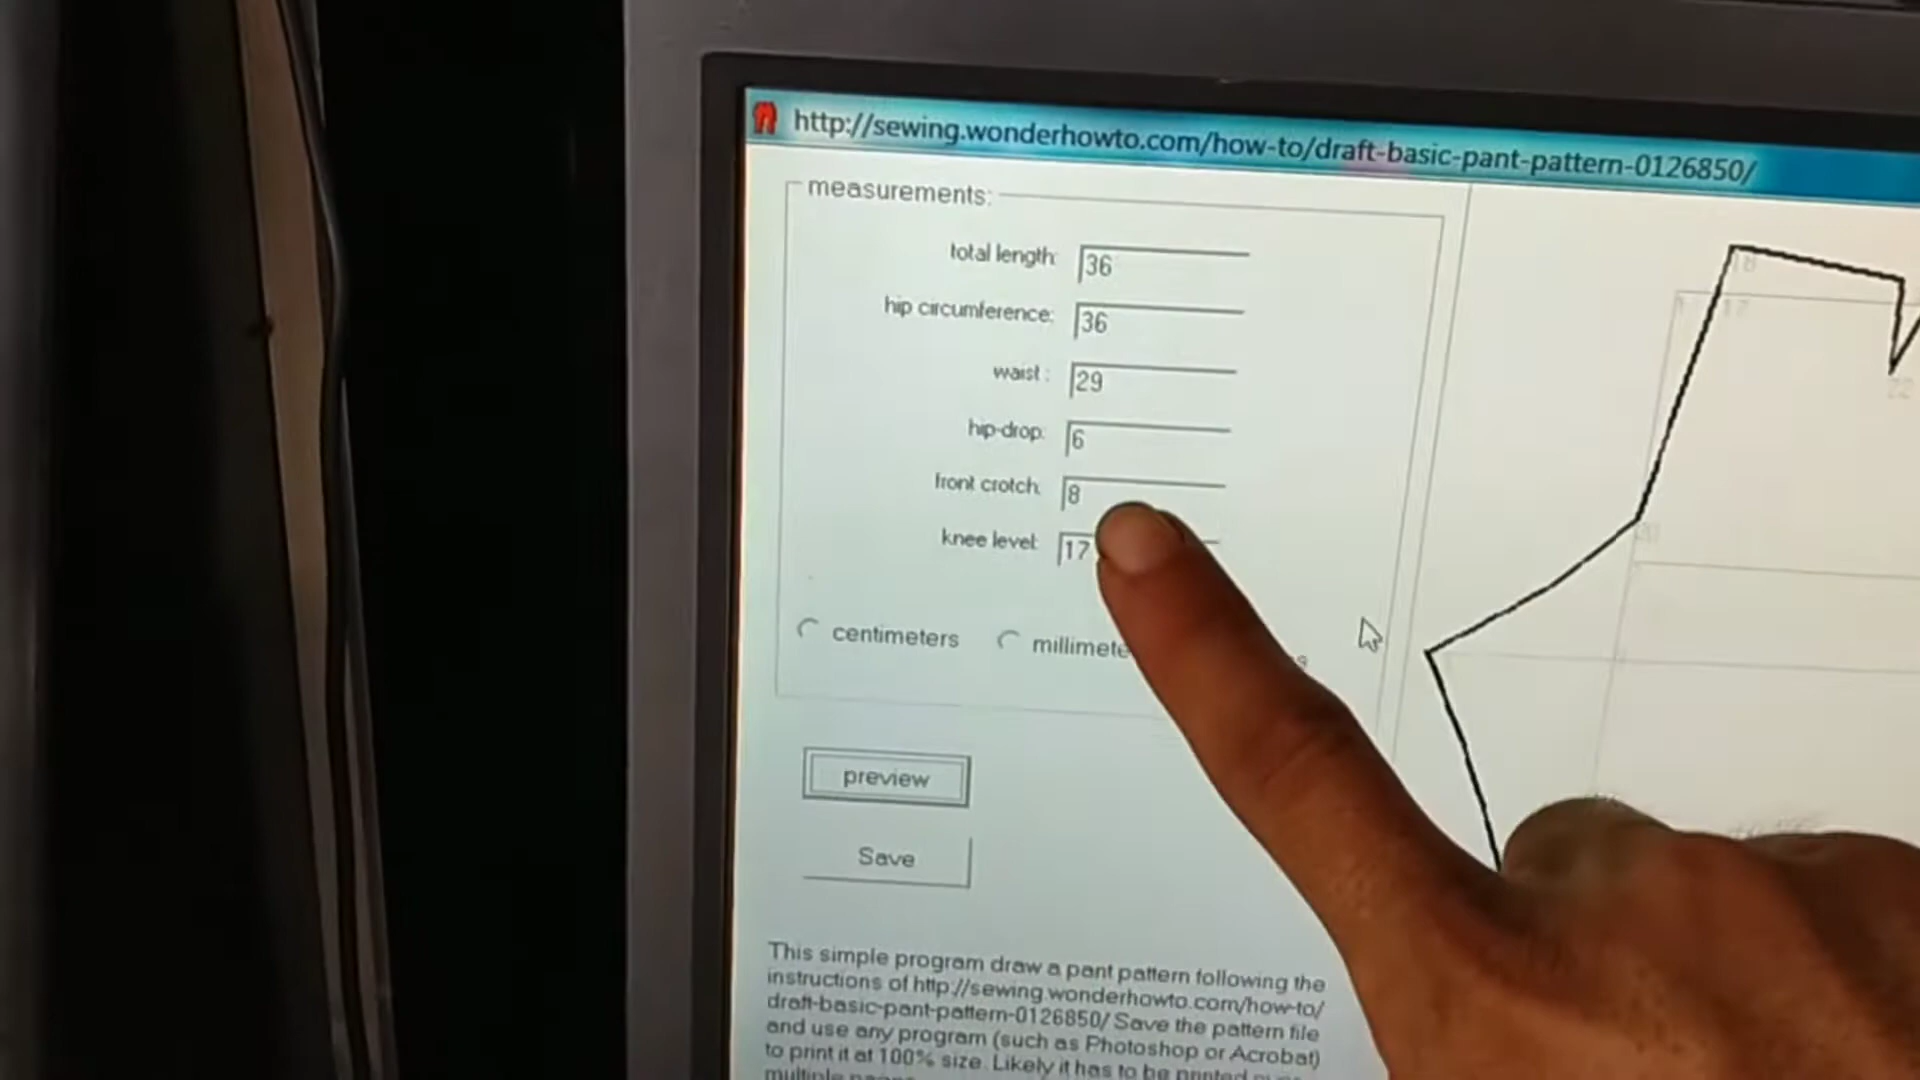 http://sewing.wonderhowto.com/how-to/draft-basic-pant-pattern-0126850/
measurements:
total length: 36
hip circumference: 36
waist : 29
hip-drop: 6
front crotch: 8
knee level: 17
centimeters
preview
Save
This simple program draw a pant pattern following the
instructions of http://sewing.wonderhowto.com/how-to/
draft-basic-pant-pattern-0126850/ Save the pattern file
and use any program (such as Photoshop or Acrobat)
to print it at 100% size. Likely it has to be printed
multiple
18
17
22